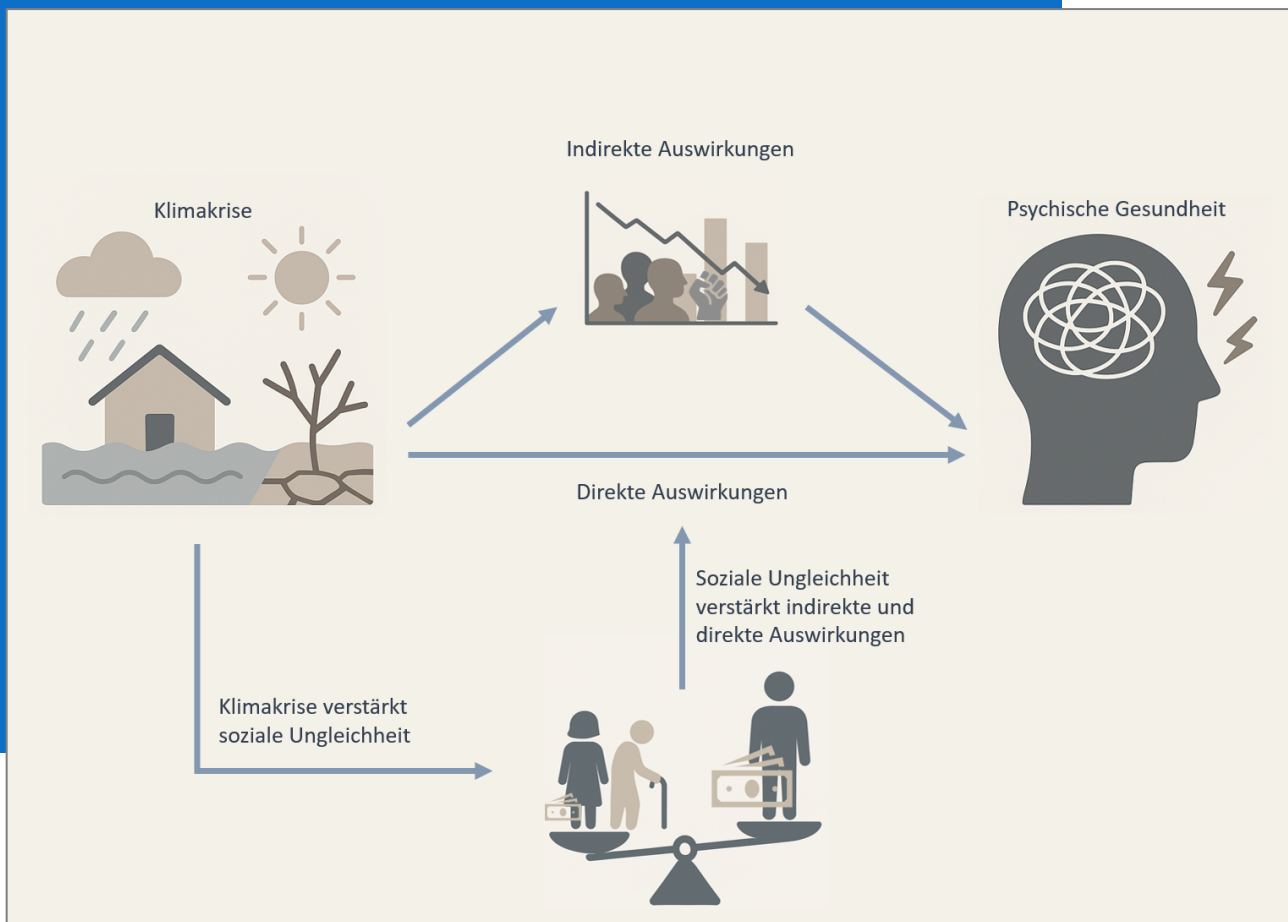 Indirekte Auswirkungen
Klimakrise
Psychische Gesundheit
Direkte Auswirkungen
Soziale Ungleichheit
verstärkt indirekte und
direkte Auswirkungen
Klimakrise verstärkt
soziale Ungleichheit